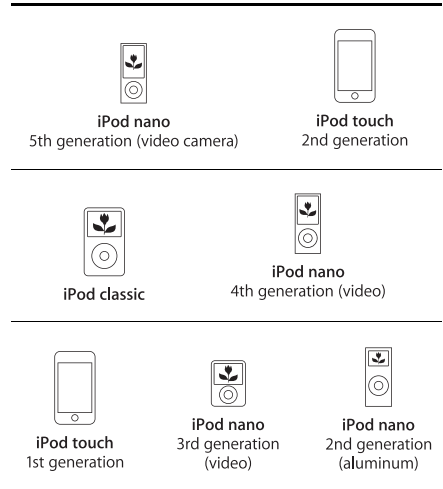 iPod nano
5th generation (video camera)
iPod touch
2nd generation
iPod classic
iPod nano
4th generation (video)
iPod touch
1st generation
iPod nano
3rd generation
(video)
iPod nano
2nd generation
(aluminum)